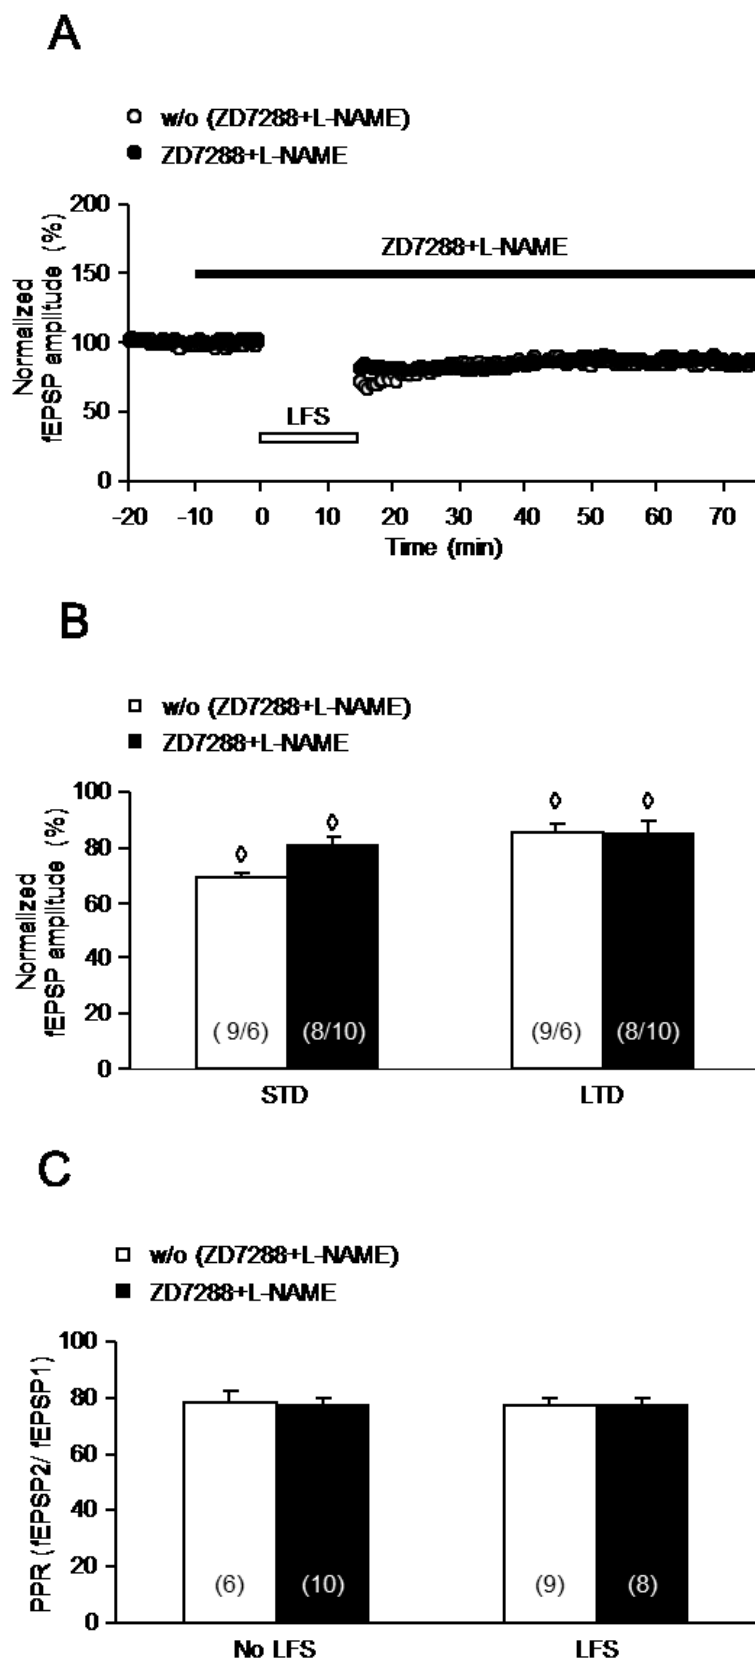 A
w/o (ZD7288+L-NAME)
ZD7288+L-NAME
Normalized
fEPSP amplitude (%)
200
150
100
50
0
ZD7288+L-NAME
LFS
-20 -10 0 10 20 30 40 50 60 70
Time (min)
B
w/o (ZD7288+L-NAME)
ZD7288+L-NAME
Normalized
fEPSP amplitude (%)
100
80
60
40
20
0
( 9/6) (8/10) (9/6) (8/10)
STD LTD
C
w/o (ZD7288+L-NAME)
ZD7288+L-NAME
PPR (fEPSP2/ fEPSP1)
100
80
60
40
20
0
(6) (10) (9) (8)
No LFS LFS